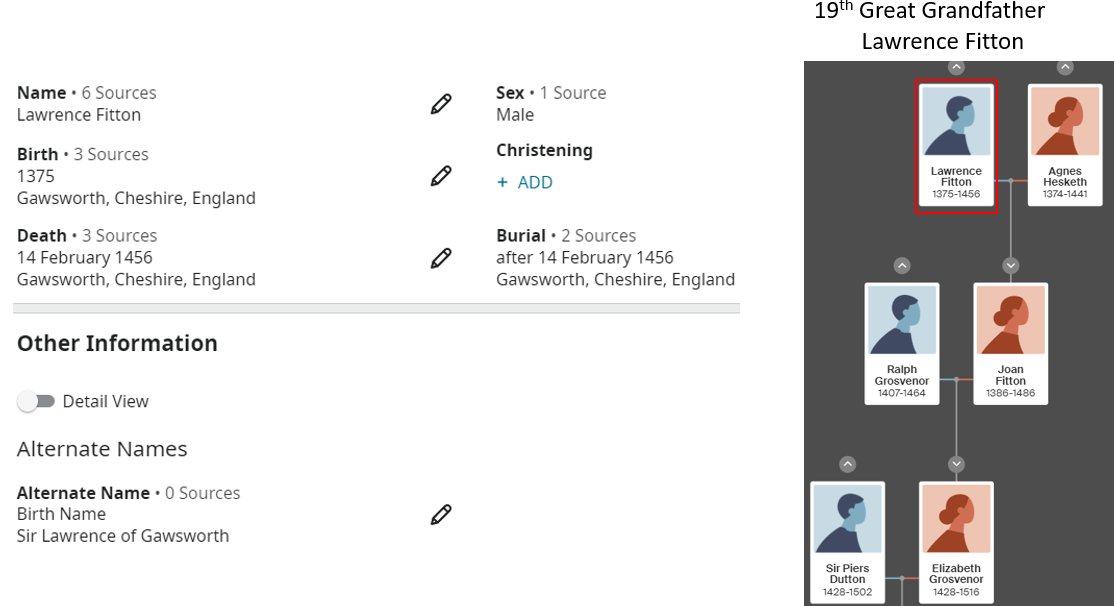 19th Great Grandfather
Lawrence Fitton
Name • 6 Sources
Lawrence Fitton
Sex • 1 Source
Male
Birth • 3 Sources
1375
Gawsworth, Cheshire, England
Christening
+ ADD
Death • 3 Sources
14 February 1456
Gawsworth, Cheshire, England
Burial • 2 Sources
after 14 February 1456
Gawsworth, Cheshire, England
Other Information
Detail View
Alternate Names
Alternate Name • 0 Sources
Birth Name
Sir Lawrence of Gawsworth
Lawrence
Fitton
1375-1456
Agnes
Hesketh
1374-1441
Ralph
Grosvenor
1407-1464
Joan
Fitton
1386-1486
Sir Piers
Dutton
1428-1502
Elizabeth
Grosvenor
1428-1516